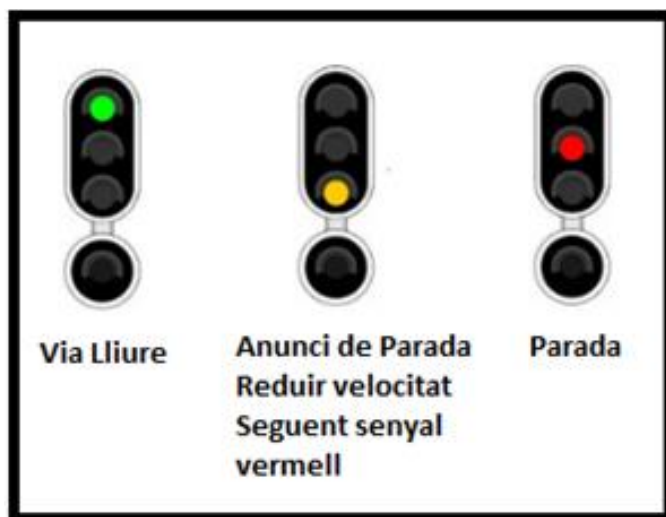 Via Lliure
Anunci de Parada
Reduir velocitat
Seguent senyal
vermell
Parada